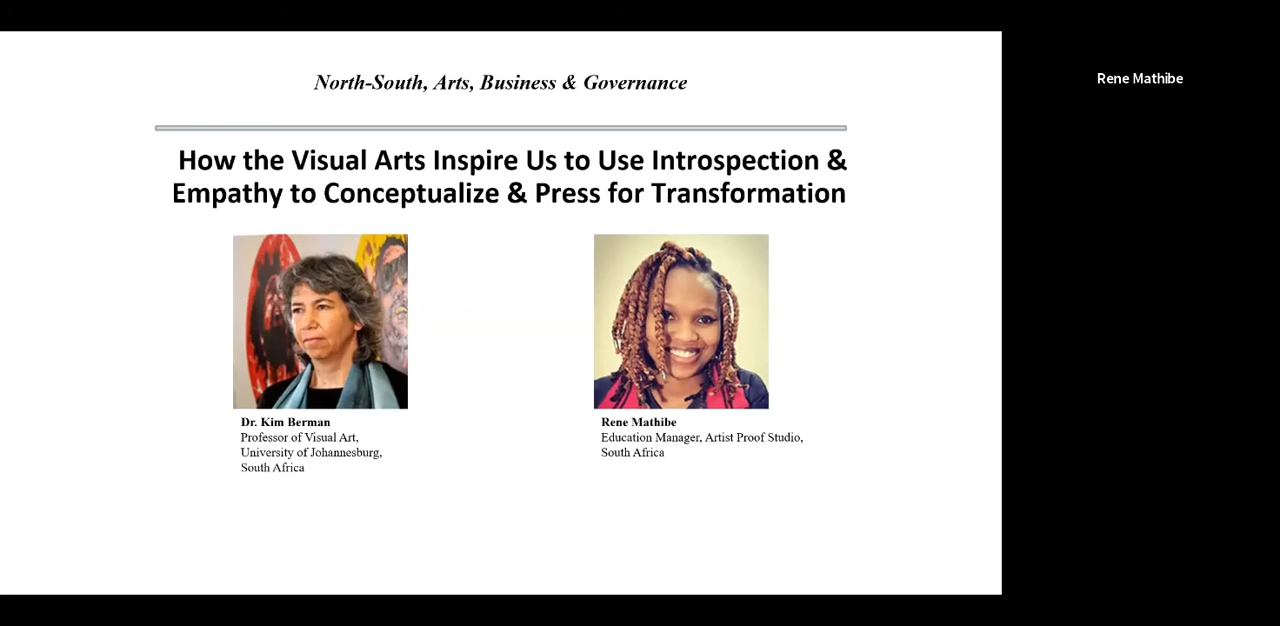 North-South, Arts, Business & Governance
Rene Mathibe
How the Visual Arts Inspire Us to Use Introspection &
Empathy to Conceptualize & Press for Transformation
Dr. Kim Berman
Professor of Visual Art,
University of Johannesburg,
South Africa
Rene Mathibe
Education Manager, Artist Proof Studio,
South Africa